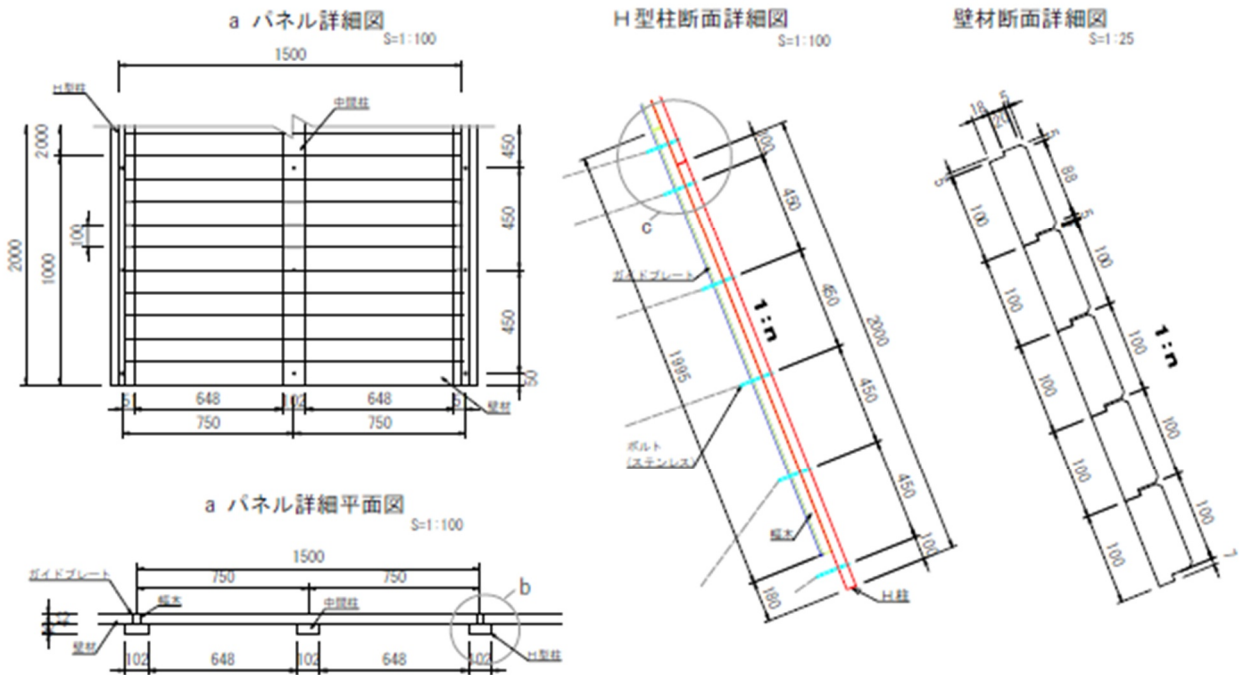 a パネル詳細図
S=1:100
1500
H型柱
中間柱
2000
2000
1000
100
450
450
450
50
51
648
102
648
51
750
750
壁材
a パネル詳細平面図
S=1:100
1500
750
750
ガイドプレート
幅木
中間柱
b
壁材
H型柱
102
648
102
648
102
H型柱断面詳細図
S=1:100
c
100
450
450
450
450
100
2000
1995
180
ガイドプレート
1:n
ボルト
(ステンレス)
幅木
H柱
壁材断面詳細図
S=1:25
18
20
5
5
5
88
5
100
100
100
100
100
100
100
100
100
7
1:n